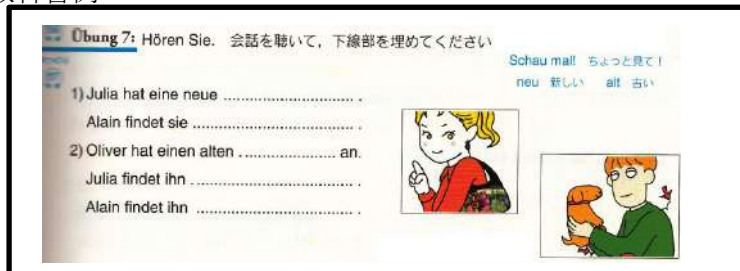 Übung 7: Hören Sie. 会話を聴いて，下線部を埋めてください
Schau mal! ちょっと見て！
neu 新しい alt 古い
1) Julia hat eine neue .............................. .
Alain findet sie ..................................... .
2) Oliver hat einen alten ..................... an.
Julia findet ihn ...................................... .
Alain findet ihn ..................................... .